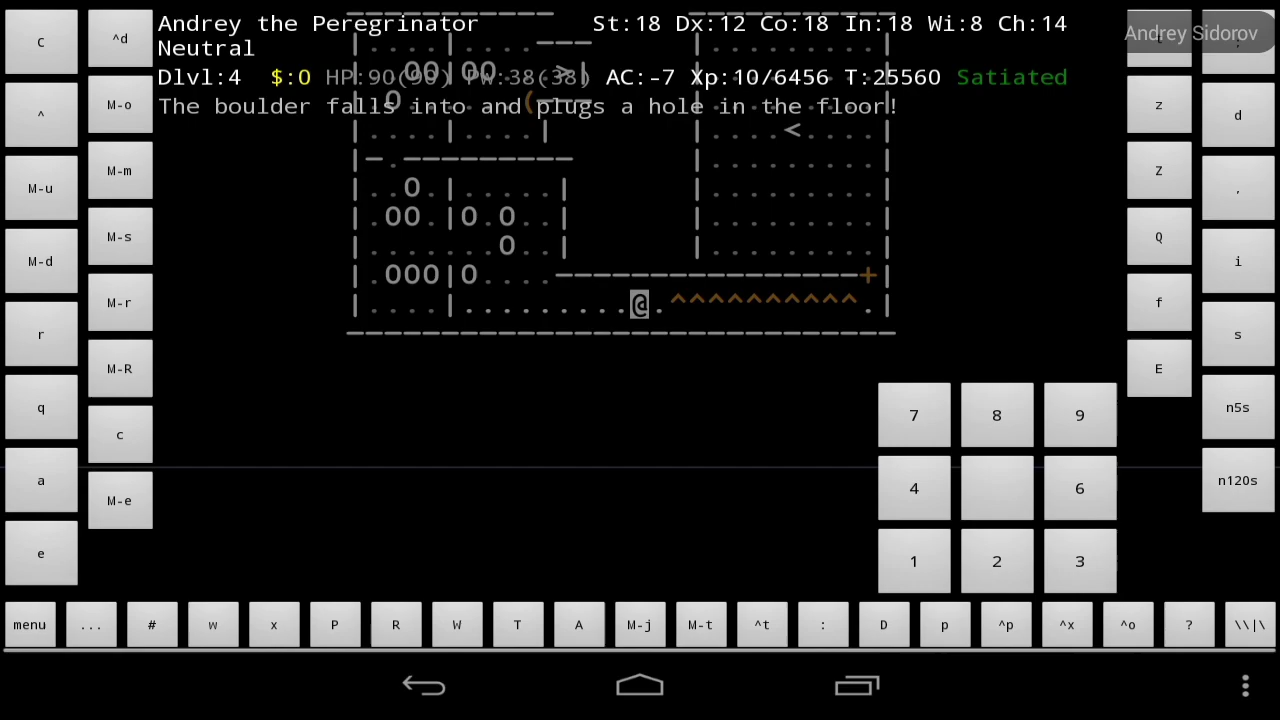 Andrey the Peregrinator St:18 Dx:12 Co:18 In:18 Wi:8 Ch:14
Neutral
Dlvl:4 $:0 HP:90(90) Pw:38(38) AC:-7 Xp:10/6456 T:25560 Satiated
The boulder falls into and plugs a hole in the floor!
Andrey Sidorov
c
^
M-u
M-d
r
q
a
e
^d
M-o
M-m
M-s
M-r
M-R
c
M-e
z
Z
Q
f
E
d
,
i
s
n5s
n120s
7 8 9
4 6
1 2 3
menu ... # w x P R W T A M-j M-t ^t : D p ^p ^x ^o ? \\|\